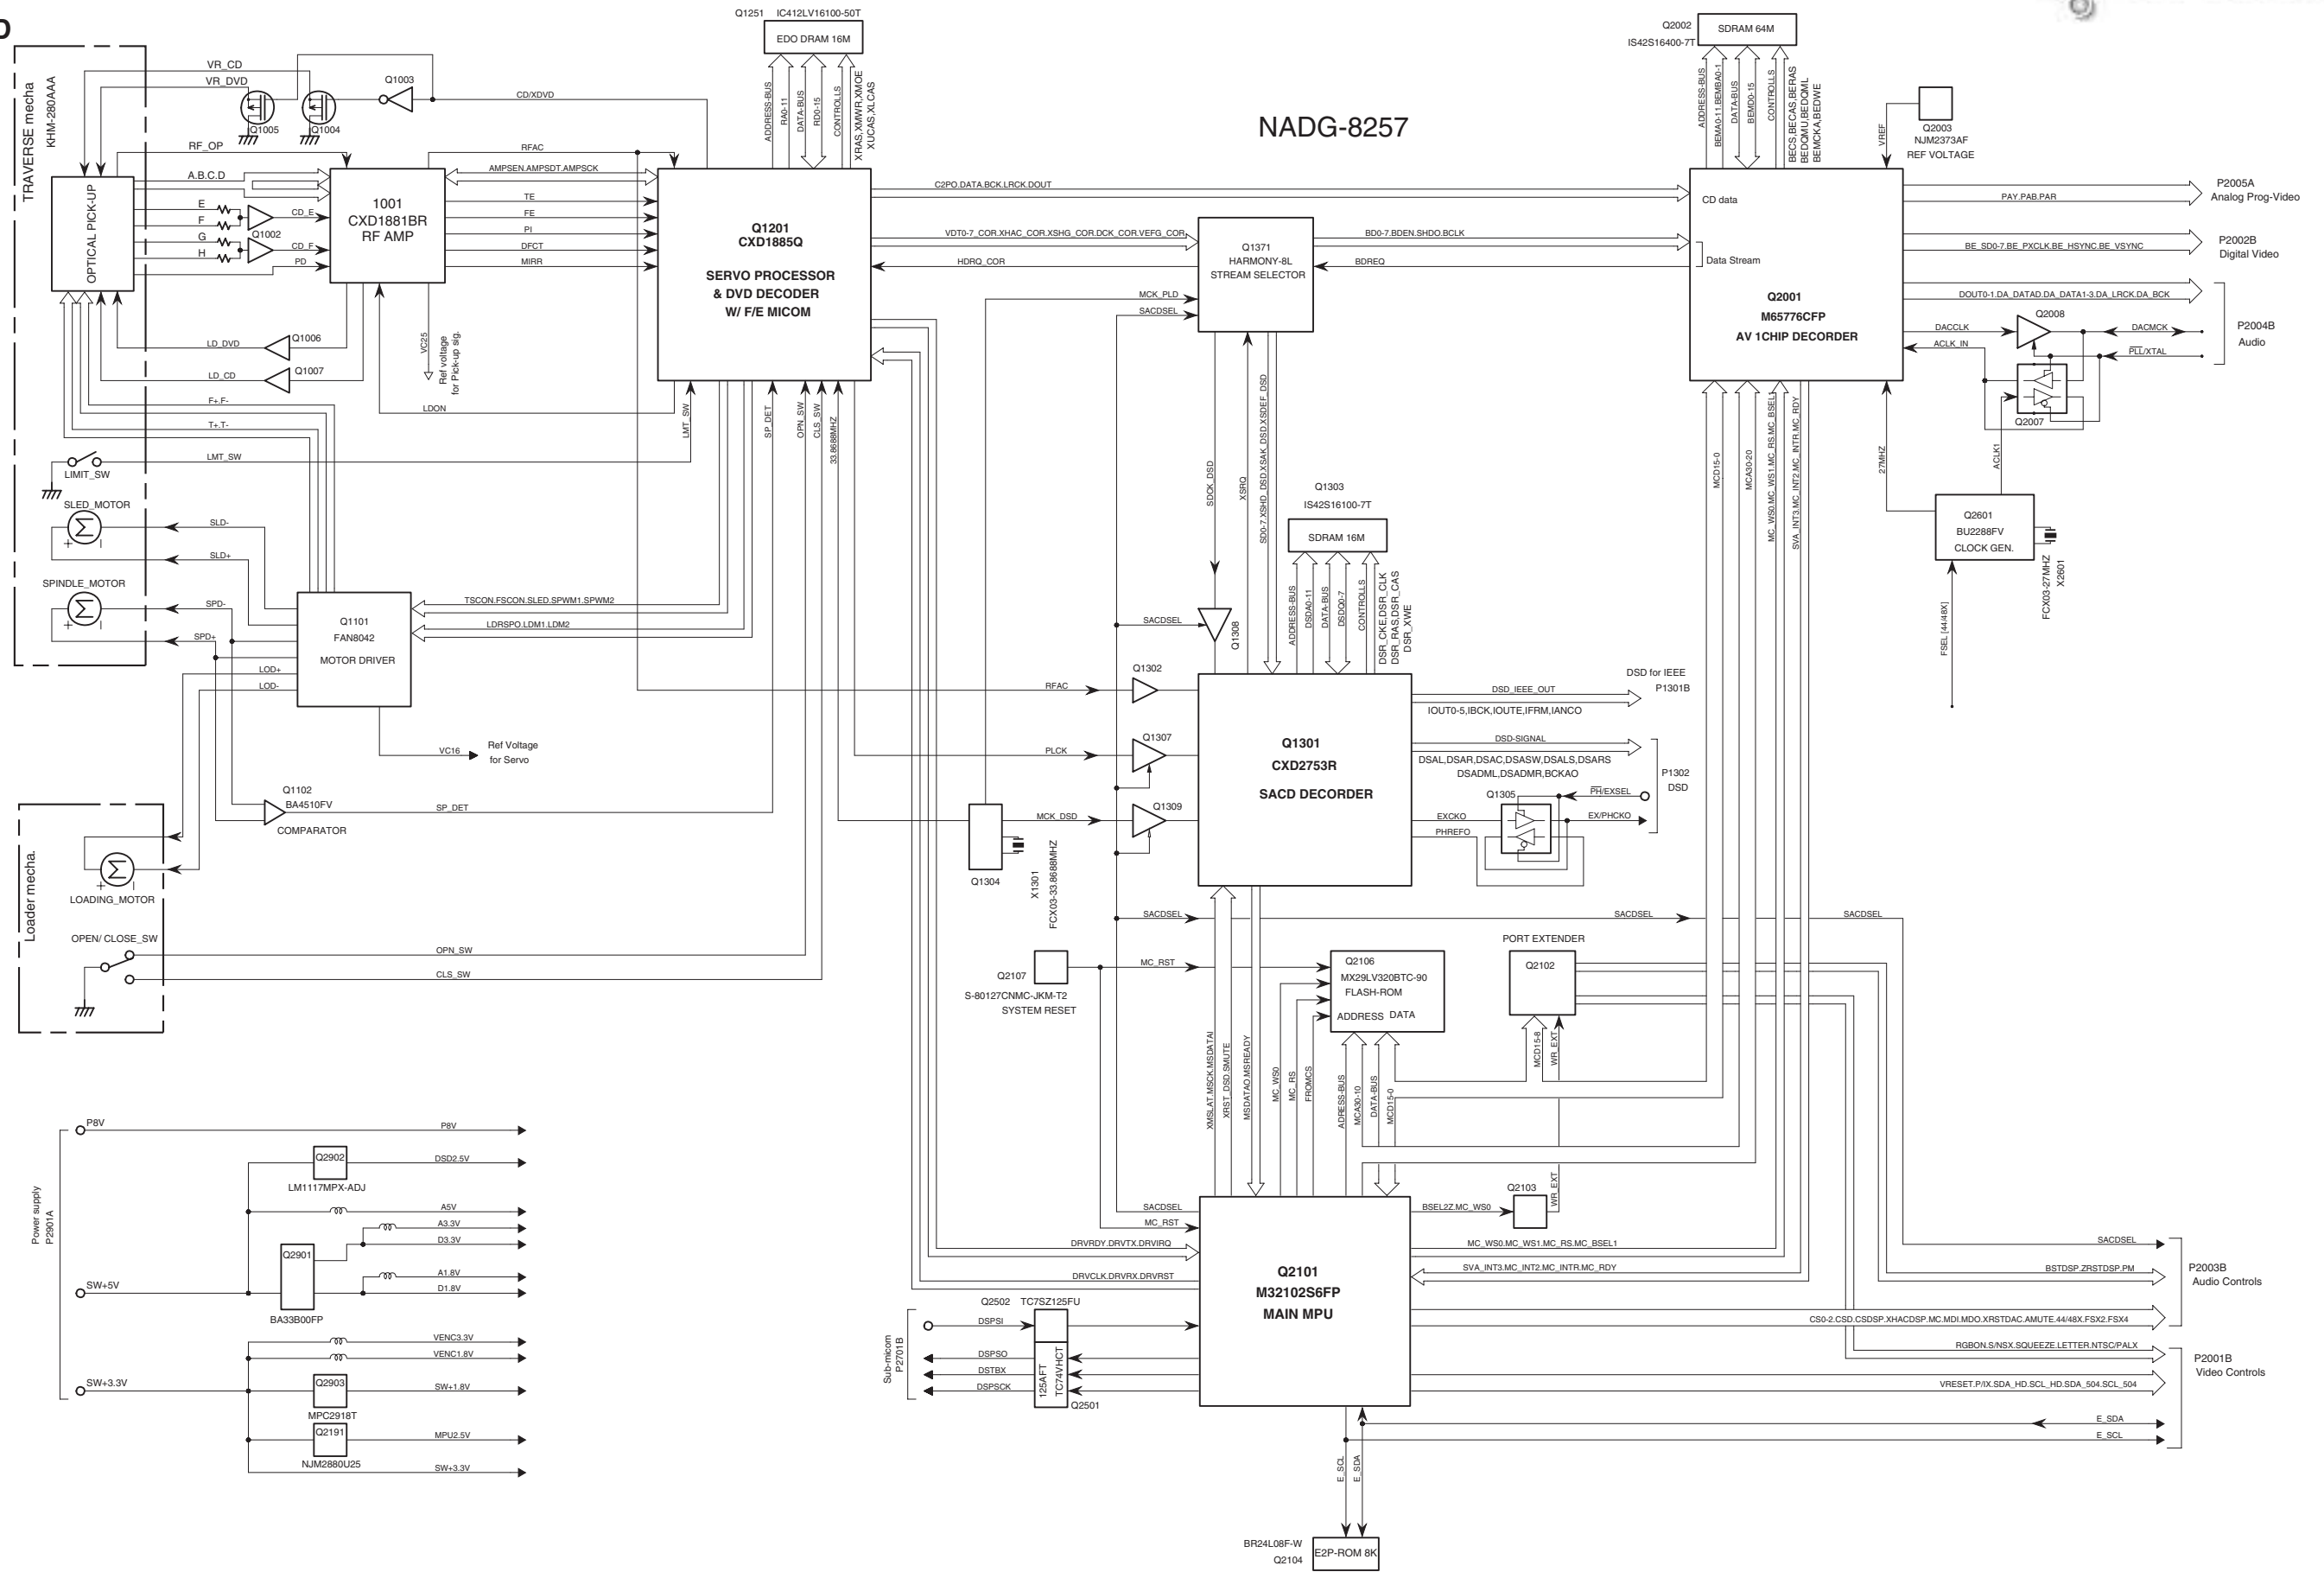 NADG-8257
TRAVERSE mecha
KHM-280AAA
OPTICAL PICK-UP
VR_CD
VR_DVD
Q1005
Q1004
Q1003
CD/XDVD
RF_OP
A.B.C.D
E
F
G
H
PD
Q1002
CD_E
CD_F
1001
CXD1881BR
RF AMP
RFAC
AMPSEN.AMPSDT.AMPSCK
TE
FE
PI
DFCT
MIRR
LD_DVD
Q1006
LD_CD
Q1007
VC25
Ref voltage
for Pick-up sig.
LDON
F+.F-
T+.T-
LMT_SW
LIMIT_SW
SLED_MOTOR
SLD-
SLD+
SPINDLE_MOTOR
SPD-
SPD+
LOD+
LOD-
Q1101
FAN8042
MOTOR DRIVER
TSCON.FSCON.SLED.SPWM1.SPWM2
LDRSPO.LDM1.LDM2
VC16
Ref Voltage
for Servo
Q1102
BA4510FV
COMPARATOR
SP_DET
Loader mecha.
LOADING_MOTOR
OPEN/ CLOSE_SW
OPN_SW
CLS_SW
Q1251
IC412LV16100-50T
EDO DRAM 16M
ADDRESS-BUS
RA0-11
DATA-BUS
RD0-15
CONTROLLS
XRAS,XMWR,XMOE
XUCAS,XLCAS
Q1201
CXD1885Q
SERVO PROCESSOR
& DVD DECODER
W/ F/E MICOM
LMT_SW
SP_DET
OPN_SW
CLS_SW
33.8688MHZ
C2PO.DATA.BCK.LRCK.DOUT
VDT0-7_COR.XHAC_COR.XSHG_COR.DCK_COR.VEFG_COR
HDRQ_COR
MCK_PLD
SACDSEL
Q1371
HARMONY-8L
STREAM SELECTOR
BD0-7.BDEN.SHDO.BCLK
BDREQ
SDCK_DSD
XSRQ
SD0-7.XSHD_DSD.XSAK_DSD.XSDEF_DSD
Q1303
IS42S16100-7T
SDRAM 16M
ADDRESS-BUS
DSDA0-11
DATA-BUS
DSDQ0-7
CONTROLLS
DSR_CKE,DSR_CLK
DSR_RAS,DSR_CAS
DSR_XWE
SACDSEL
Q1308
Q1302
RFAC
Q1307
PLCK
Q1309
MCK_DSD
Q1304
X1301
FCX03-33.8688MHZ
Q1301
CXD2753R
SACD DECORDER
DSD for IEEE
P1301B
DSD_IEEE_OUT
IOUT0-5,IBCK,IOUTE,IFRM,IANCO
DSD-SIGNAL
DSAL,DSAR,DSAC,DSASW,DSALS,DSARS
DSADML,DSADMR,BCKAO
P1302
DSD
Q1305
PH/EXSEL
EXCKO
EX/PHCKO
PHREFO
Q2002
IS42S16400-7T
SDRAM 64M
ADDRESS-BUS
BEMA0-11.BEMBA0-1
DATA-BUS
BEMD0-15
CONTROLLS
BECS,BECAS,BERAS
BEDQMU,BEDQML
BEMCKA,BEDWE
VREF
Q2003
NJM2373AF
REF VOLTAGE
CD data
Data Stream
Q2001
M65776CFP
AV 1CHIP DECORDER
PAY.PAB.PAR
P2005A
Analog Prog-Video
BE_SD0-7.BE_PXCLK.BE_HSYNC.BE_VSYNC
P2002B
Digital Video
DOUT0-1.DA_DATAD.DA_DATA1-3.DA_LRCK.DA_BCK
Q2008
DACCLK
DACMCK
P2004B
Audio
ACLK_IN
PLL/XTAL
Q2007
ACLK1
27MHZ
Q2601
BU2288FV
CLOCK GEN.
FCX03-27MHZ
X2601
FSEL [44/48X]
MCD15-0
MCA30-20
MC_WS0.MC_WS1.MC_RS.MC_BSEL1
SVA_INT3.MC_INT2.MC_INTR.MC_RDY
SACDSEL
SACDSEL
SACDSEL
Q2107
S-80127CNMC-JKM-T2
SYSTEM RESET
MC_RST
Q2106
MX29LV320BTC-90
FLASH-ROM
ADDRESS DATA
PORT EXTENDER
Q2102
MCD15-8
WR_EXT
XMSLAT.MSCK.MSDATAI
XRST_DSD.SMUTE
MSDATAO.MSREADY
MC_WS0
MC_RS
FROMCS
ADRESS-BUS
MCA30-10
DATA-BUS
MCD15-0
Q2103
WR_EXT
BSEL2Z.MC_WS0
SACDSEL
MC_RST
DRVRDY.DRVTX.DRVIRQ
DRVCLK.DRVRX.DRVRST
Q2101
M32102S6FP
MAIN MPU
MC_WS0.MC_WS1.MC_RS.MC_BSEL1
SVA_INT3.MC_INT2.MC_INTR.MC_RDY
SACDSEL
BSTDSP.ZRSTDSP.PM
P2003B
Audio Controls
CS0-2.CSD.CSDSP.XHACDSP.MC.MDI.MDO.XRSTDAC.AMUTE.44/48X.FSX2.FSX4
RGBON.S/NSX.SQUEEZE.LETTER.NTSC/PALX
P2001B
Video Controls
VRESET.P/IX.SDA_HD.SCL_HD.SDA_504.SCL_504
E_SDA
E_SCL
E_SCL
E_SDA
BR24L08F-W
Q2104
E2P-ROM 8K
Q2502
TC7SZ125FU
DSPSI
Sub-micom
P2701B
DSPSO
DSTBX
DSPSCK
125AFT
TC74VHCT
Q2501
Power supply
P2901A
P8V
P8V
Q2902
DSD2.5V
LM1117MPX-ADJ
A5V
A3.3V
D3.3V
Q2901
A1.8V
D1.8V
SW+5V
BA33B00FP
VENC3.3V
VENC1.8V
SW+3.3V
Q2903
SW+1.8V
MPC2918T
Q2191
MPU2.5V
NJM2880U25
SW+3.3V